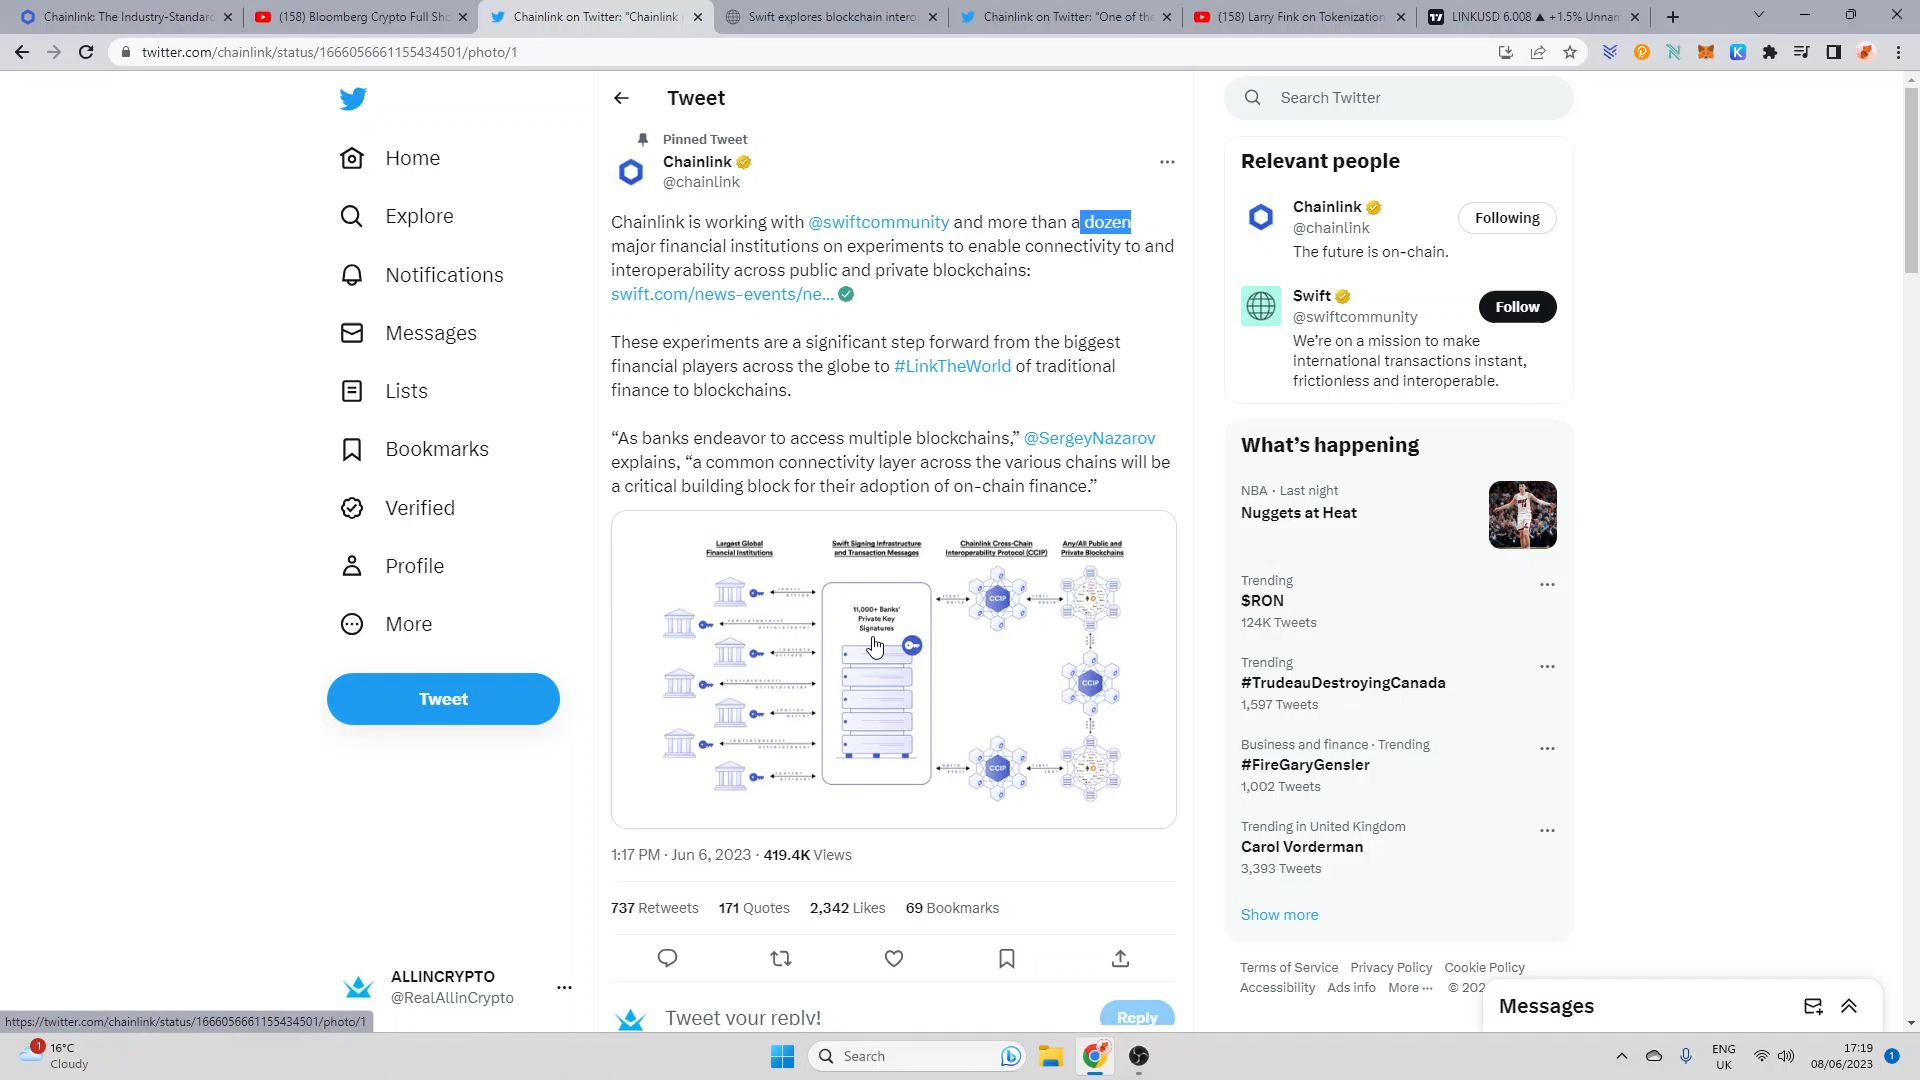 Chainlink: The Industry-Standard
(158) Bloomberg Crypto Full Sho
Chainlink on Twitter: "Chainlink
Swift explores blockchain interop
Chainlink on Twitter: "One of the
(158) Larry Fink on Tokenization
LINKUSD 6.008 ▲ +1.5% Unnam
twitter.com/chainlink/status/1666056661155434501/photo/1
Home
Explore
Notifications
Messages
Lists
Bookmarks
Verified
Profile
More
Tweet
ALLINCRYPTO
@RealAllinCrypto
https://twitter.com/chainlink/status/1666056661155434501/photo/1
Tweet
Pinned Tweet
Chainlink
@chainlink
Chainlink is working with @swiftcommunity and more than a dozen
major financial institutions on experiments to enable connectivity to and
interoperability across public and private blockchains:
swift.com/news-events/ne...
These experiments are a significant step forward from the biggest
financial players across the globe to #LinkTheWorld of traditional
finance to blockchains.
“As banks endeavor to access multiple blockchains,” @SergeyNazarov
explains, “a common connectivity layer across the various chains will be
a critical building block for their adoption of on-chain finance.”
Largest Global
Financial Institutions
Swift Signing Infrastructure
and Transaction Messages
Chainlink Cross-Chain
Interoperability Protocol (CCIP)
Any/All Public and
Private Blockchains
11,000+ Banks'
Private Key
Signatures
CCIP
CCIP
CCIP
1:17 PM · Jun 6, 2023 · 419.4K Views
737 Retweets 171 Quotes 2,342 Likes 69 Bookmarks
Tweet your reply!
Reply
Search Twitter
Relevant people
Chainlink
@chainlink
Following
The future is on-chain.
Swift
@swiftcommunity
Follow
We’re on a mission to make
international transactions instant,
frictionless and interoperable.
What’s happening
NBA · Last night
Nuggets at Heat
Trending
$RON
124K Tweets
Trending
#TrudeauDestroyingCanada
1,597 Tweets
Business and finance · Trending
#FireGaryGensler
1,002 Tweets
Trending in United Kingdom
Carol Vorderman
3,393 Tweets
Show more
Terms of Service Privacy Policy Cookie Policy
Accessibility Ads info More ··· © 202
Messages
1
16°C
Cloudy
Search
ENG
UK
17:19
08/06/2023
1